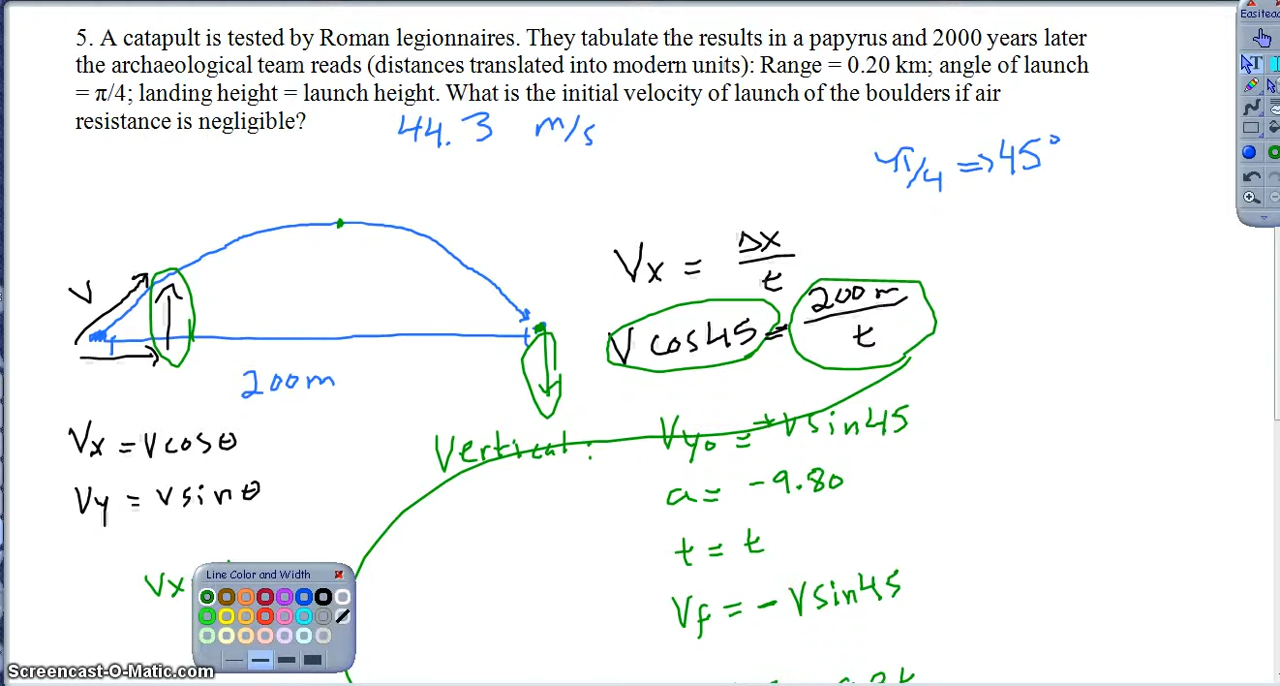 5. A catapult is tested by Roman legionnaires. They tabulate the results in a papyrus and 2000 years later
the archaeological team reads (distances translated into modern units): Range = 0.20 km; angle of launch
= π/4; landing height = launch height. What is the initial velocity of launch of the boulders if air
resistance is negligible?
44.3 m/s
π/4 => 45°
Vx = Δx/t
V
V cos45 = 200m/t
200m
Vx = Vcosθ
Vertical:
Vyo = +Vsin45
Vy = Vsinθ
a = -9.80
t = t
Vx
Vf = -Vsin45
Line Color and Width
Easiteach
Screencast-O-Matic.com